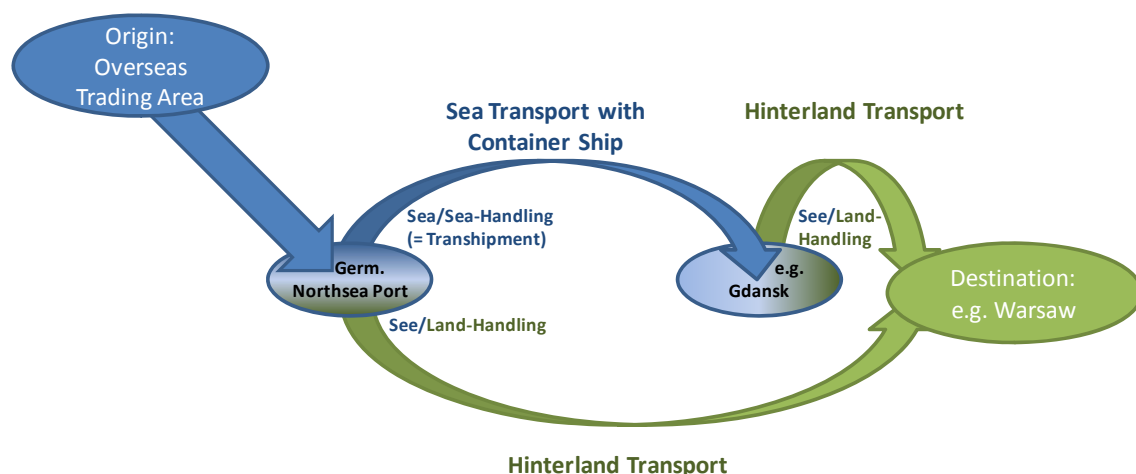 Origin:
Overseas
Trading Area
Sea Transport with
Container Ship
Hinterland Transport
Sea/Sea-Handling
(= Transhipment)
See/Land-
Handling
Germ.
Northsea Port
e.g.
Gdansk
Destination:
e.g. Warsaw
See/Land-Handling
Hinterland Transport